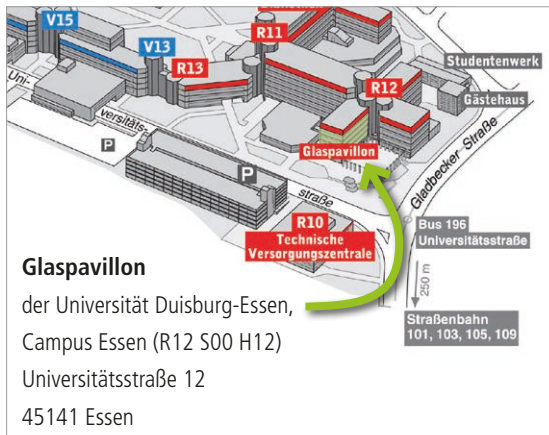 V15
R11
V13
R13
R12
Studentenwerk
Gästehaus
Uni-
versitäts-
straße
P
P
Glaspavillon
Gladbecker Straße
R10
Technische
Versorgungszentrale
Bus 196
Universitätsstraße
250 m
Straßenbahn
101, 103, 105, 109
Glaspavillon
der Universität Duisburg-Essen,
Campus Essen (R12 S00 H12)
Universitätsstraße 12
45141 Essen